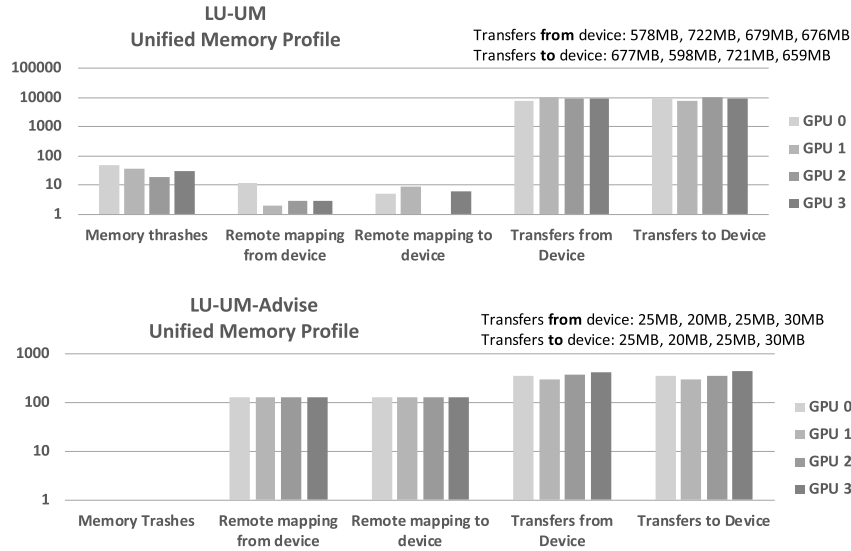 LU-UM
Unified Memory Profile
Transfers from device: 578MB, 722MB, 679MB, 676MB
Transfers to device: 677MB, 598MB, 721MB, 659MB
100000
10000
1000
100
10
1
Memory thrashes
Remote mapping from device
Remote mapping to device
Transfers from Device
Transfers to Device
GPU 0
GPU 1
GPU 2
GPU 3
LU-UM-Advise
Unified Memory Profile
Transfers from device: 25MB, 20MB, 25MB, 30MB
Transfers to device: 25MB, 20MB, 25MB, 30MB
1000
100
10
1
Memory Trashes
Remote mapping from device
Remote mapping to device
Transfers from Device
Transfers to Device
GPU 0
GPU 1
GPU 2
GPU 3